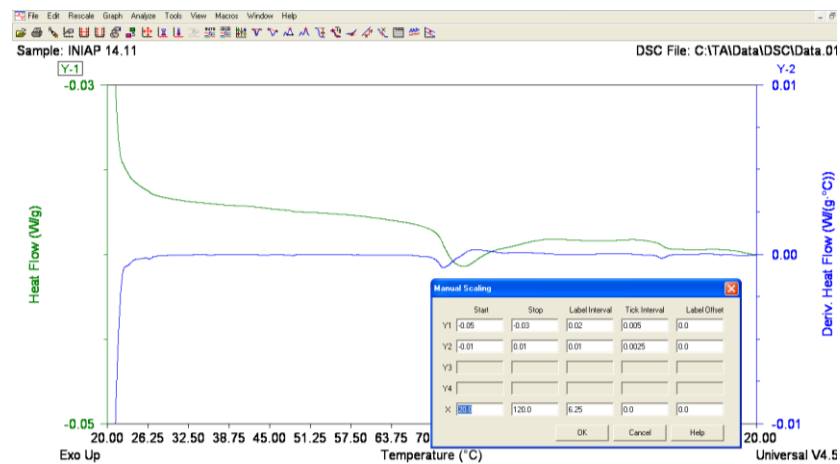 File Edit Rescale Graph Analyze Tools View Macros Window Help
Sample: INIAP 14.11
DSC File: C:\TA\Data\DSC\Data.01
Y-1
Y-2
-0.03
0.01
Heat Flow (W/g)
0.00
Deriv. Heat Flow (W/(g·°C))
Manual Scaling
Start Stop Label Interval Tick Interval Label Offset
Y1 -0.05 -0.03 0.02 0.005 0.0
Y2 -0.01 0.01 0.01 0.0025 0.0
Y3
Y4
X 20.0 120.0 6.25 0.0 0.0
OK Cancel Help
-0.05
-0.01
20.00 26.25 32.50 38.75 45.00 51.25 57.50 63.75 70 20.00
Exo Up
Temperature (°C)
Universal V4.5